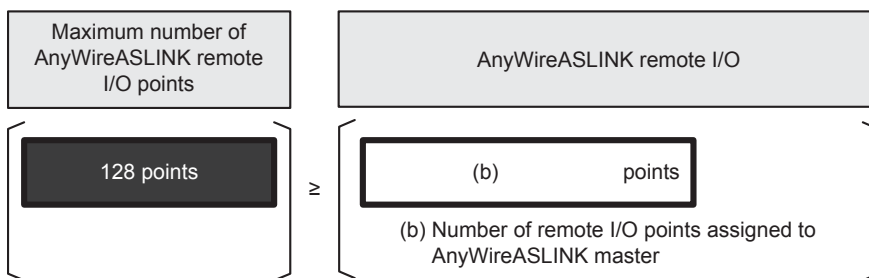 Maximum number of
AnyWireASLINK remote
I/O points
AnyWireASLINK remote I/O
128 points
≥
(b) points
(b) Number of remote I/O points assigned to
AnyWireASLINK master